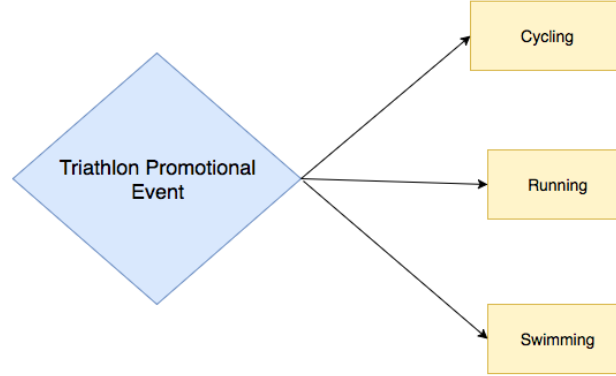 Cycling
Triathlon Promotional
Event
Running
Swimming